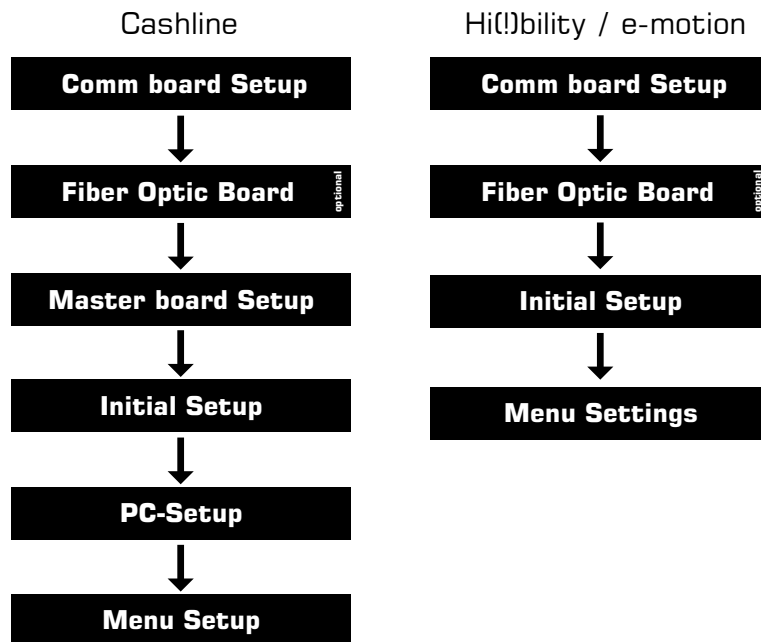 Cashline
Comm board Setup
Fiber Optic Board
optional
Master board Setup
Initial Setup
PC-Setup
Menu Setup
Hi(!)bility / e-motion
Comm board Setup
Fiber Optic Board
optional
Initial Setup
Menu Settings